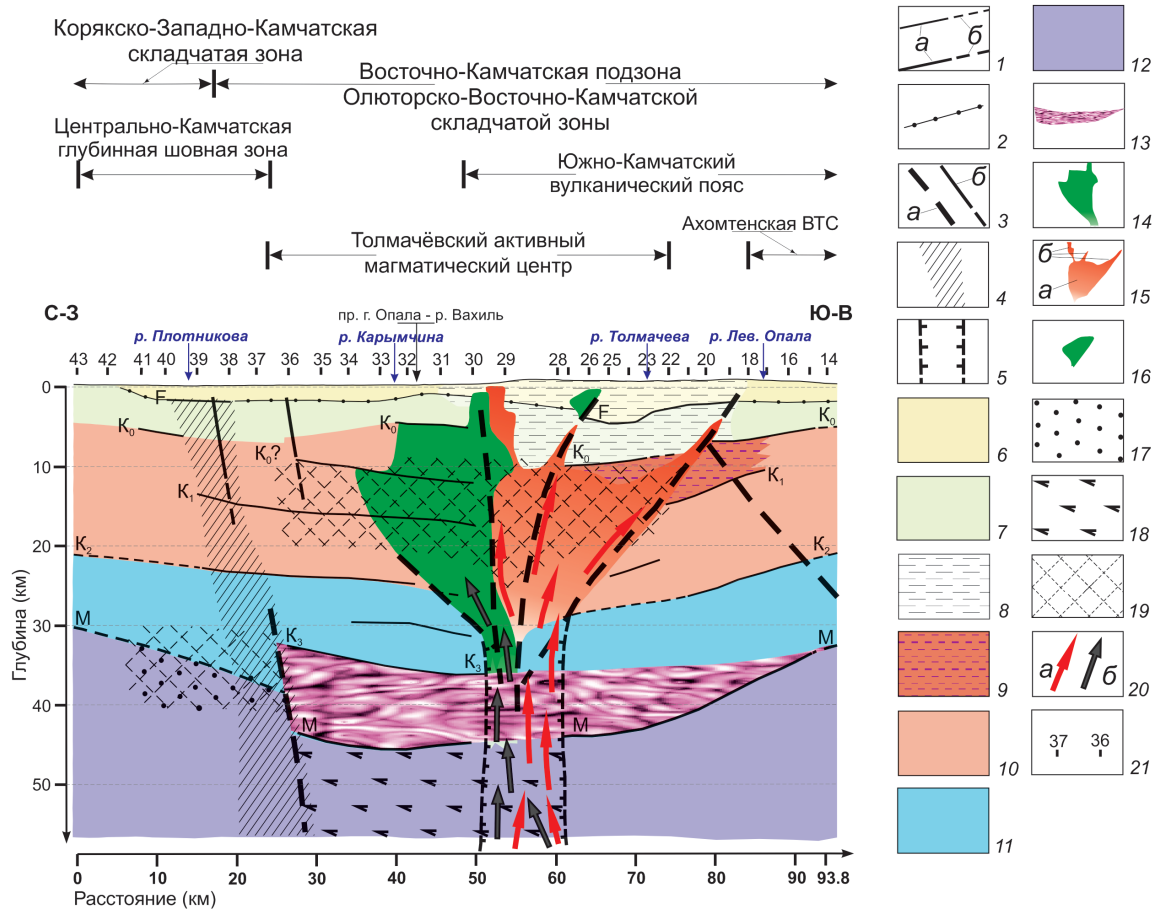 Корякско-Западно-Камчатская
складчатая зона
Восточно-Камчатская подзона
Олюторско-Восточно-Камчатской
складчатой зоны
Центрально-Камчатская
глубинная шовная зона
Южно-Камчатский
вулканический пояс
Толмачёвский активный
магматический центр
Ахомтенская ВТС
С-З
Ю-В
пр. г. Опала - р. Вахиль
р. Плотникова
р. Карымчина
р. Толмачева
р. Лев. Опала
43 42 41 40 39 38 37 36 35 34 33 32 31 30 29 28 27 26 25 23 22 20 18 17 16 14
0
10
20
30
40
50
Глубина (км)
F
F
K0
K0
K0
K0
K0?
K1
K1
K2
K2
K3
K3
М
М
М
М
0 10 20 30 40 50 60 70 80 90 93.8
Расстояние (км)
а б 1
2
а б 3
4
5
6
7
8
9
10
11
12
13
14
б а 15
16
17
18
19
а б 20
37 36 21